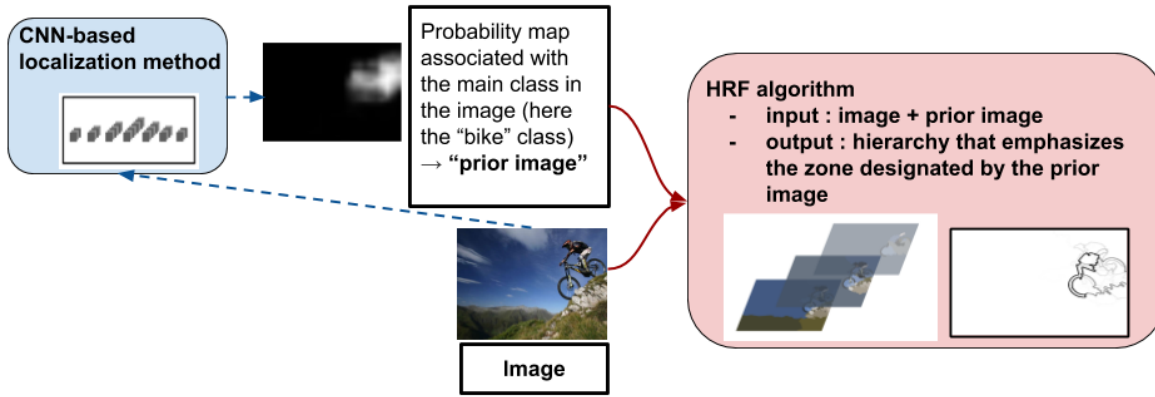 CNN-based
localization method
Probability map
associated with
the main class in
the image (here
the “bike” class)
→ “prior image”
HRF algorithm
- input : image + prior image
- output : hierarchy that emphasizes
the zone designated by the prior
image
Image